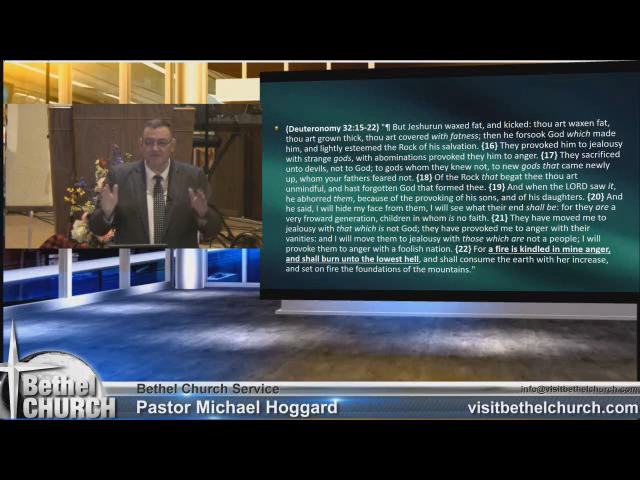 (Deuteronomy 32:15-22) "¶ But Jeshurun waxed fat, and kicked: thou art waxen fat,
thou art grown thick, thou art covered with fatness; then he forsook God which made
him, and lightly esteemed the Rock of his salvation. {16} They provoked him to jealousy
with strange gods, with abominations provoked they him to anger. {17} They sacrificed
unto devils, not to God; to gods whom they knew not, to new gods that came newly
up, whom your fathers feared not. {18} Of the Rock that begat thee thou art
unmindful, and hast forgotten God that formed thee. {19} And when the LORD saw it,
he abhorred them, because of the provoking of his sons, and of his daughters. {20} And
he said, I will hide my face from them, I will see what their end shall be: for they are a
very froward generation, children in whom is no faith. {21} They have moved me to
jealousy with that which is not God; they have provoked me to anger with their
vanities: and I will move them to jealousy with those which are not a people; I will
provoke them to anger with a foolish nation. {22} For a fire is kindled in mine anger,
and shall burn unto the lowest hell, and shall consume the earth with her increase,
and set on fire the foundations of the mountains."
Bethel
CHURCH
Bethel Church Service
info@visitbethelchurch.com
Pastor Michael Hoggard
visitbethelchurch.com